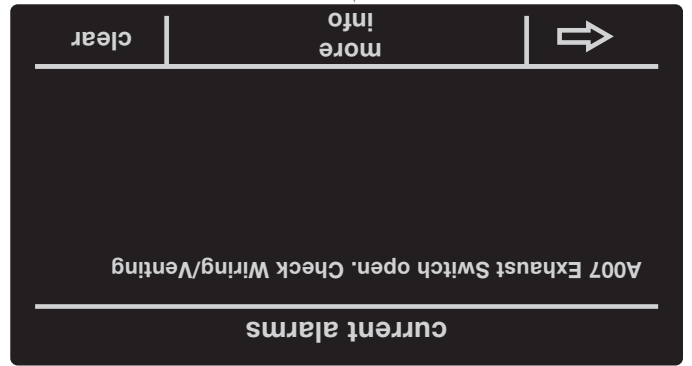 current alarms
A007 Exhaust Switch open. Check Wiring/Venting
more
info
clear